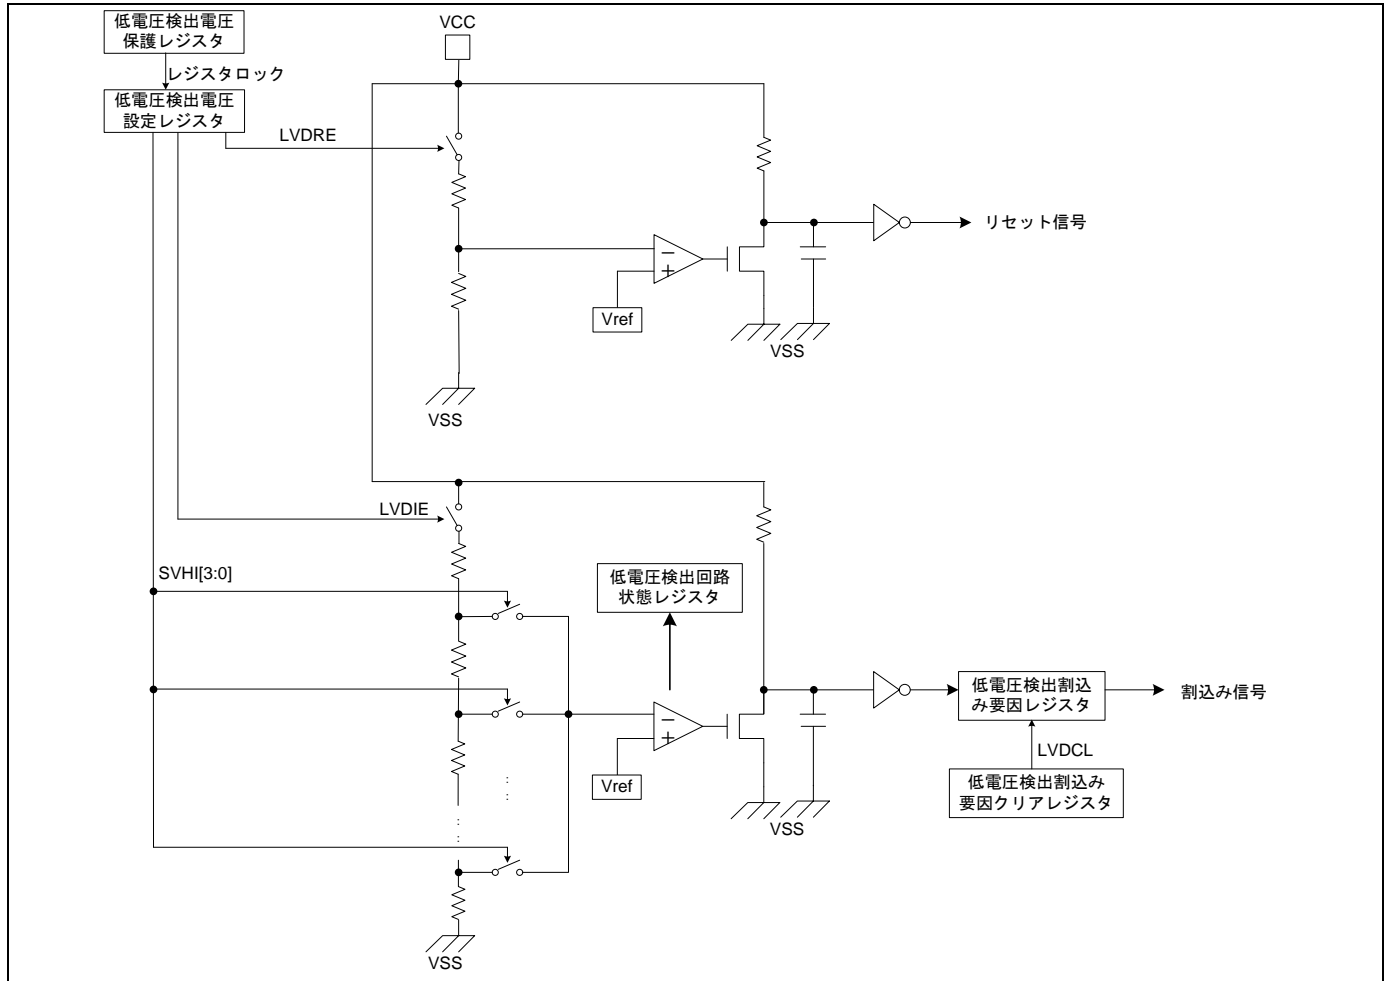 低電圧検出電圧
保護レジスタ
VCC
レジスタロック
低電圧検出電圧
設定レジスタ
LVDRE
リセット信号
−
+
Vref
VSS
VSS
LVDIE
SVHI[3:0]
低電圧検出回路
状態レジスタ
−
+
Vref
低電圧検出割込
み要因レジスタ
割込み信号
LVDCL
低電圧検出割込み
要因クリアレジスタ
VSS
VSS